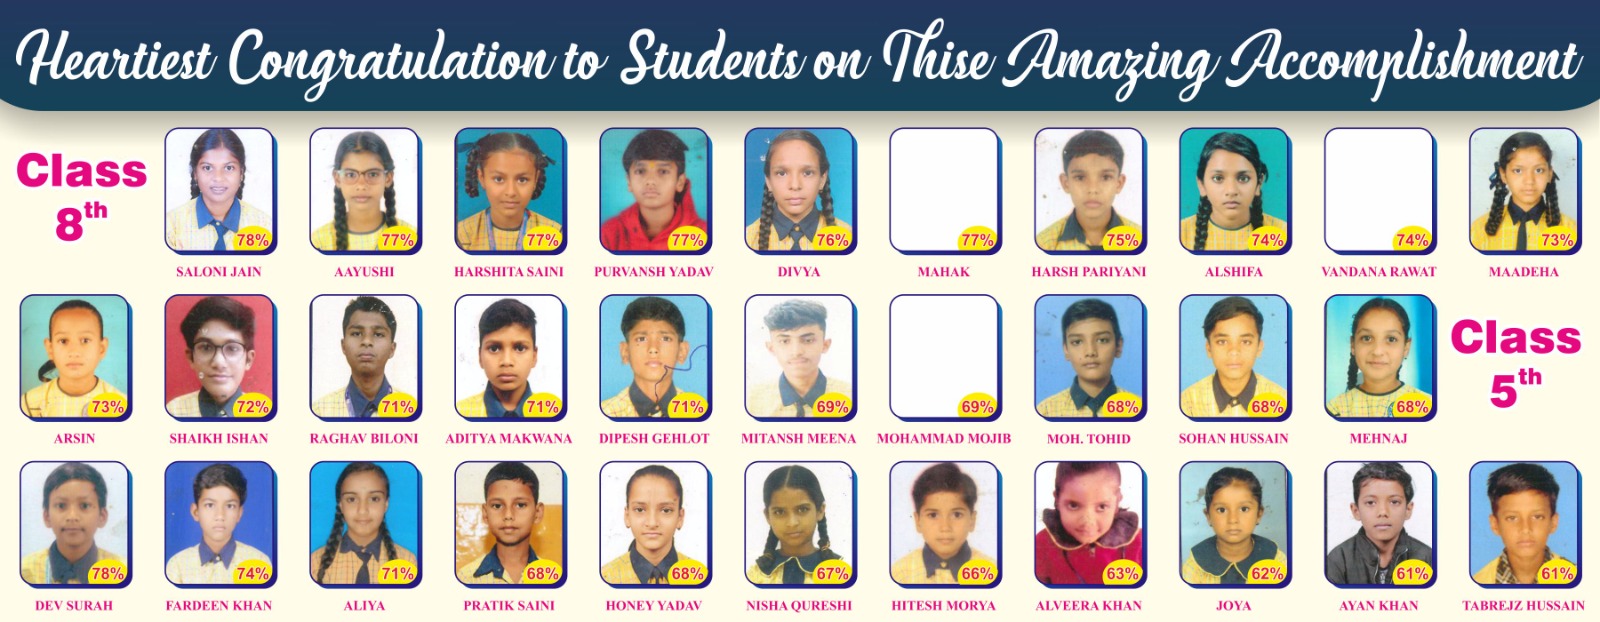 Heartiest Congratulation to Students on Thise Amazing Accomplishment
Class
8th
78%
77%
77%
77%
76%
77%
75%
74%
74%
73%
SALONI JAIN
AAYUSHI
HARSHITA SAINI
PURVANSH YADAV
DIVYA
MAHAK
HARSH PARIYANI
ALSHIFA
VANDANA RAWAT
MAADEHA
73%
72%
71%
71%
71%
69%
69%
68%
68%
68%
ARSIN
SHAIKH ISHAN
RAGHAV BILONI
ADITYA MAKWANA
DIPESH GEHLOT
MITANSH MEENA
MOHAMMAD MOJIB
MOH. TOHID
SOHAN HUSSAIN
MEHNAJ
Class
5th
78%
74%
71%
68%
68%
67%
66%
63%
62%
61%
61%
DEV SURAH
FARDEEN KHAN
ALIYA
PRATIK SAINI
HONEY YADAV
NISHA QURESHI
HITESH MORYA
ALVEERA KHAN
JOYA
AYAN KHAN
TABREJZ HUSSAIN